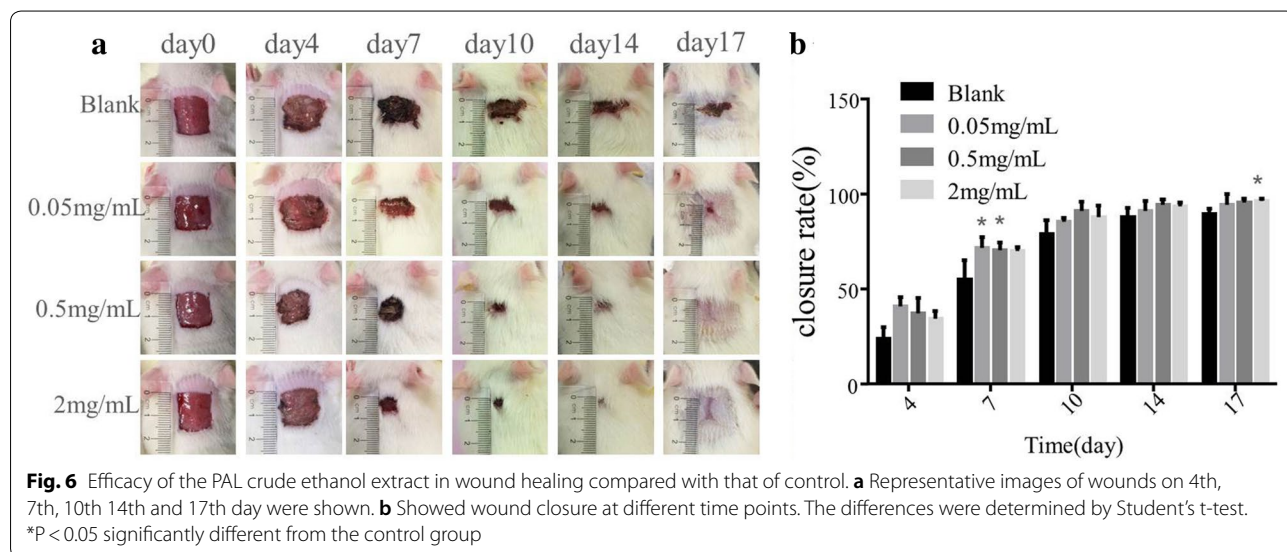 a
day0 day4 day7 day10 day14 day17
Blank
0.05mg/mL
0.5mg/mL
2mg/mL
b
Blank
0.05mg/mL
0.5mg/mL
2mg/mL
closure rate(%)
150
100
50
0
* *
*
4 7 10 14 17
Time(day)
Fig. 6 Efficacy of the PAL crude ethanol extract in wound healing compared with that of control. a Representative images of wounds on 4th,
7th, 10th 14th and 17th day were shown. b Showed wound closure at different time points. The differences were determined by Student’s t-test.
*P < 0.05 significantly different from the control group